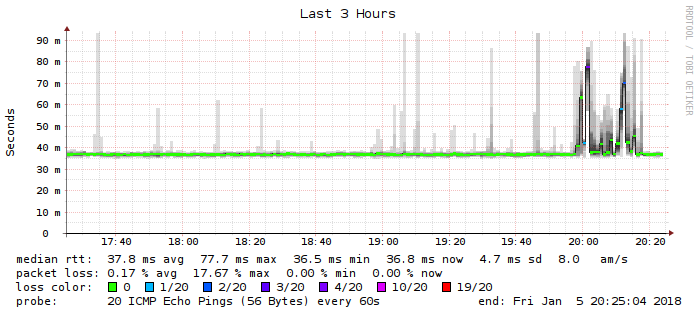 Last 3 Hours
RRDTOOL / TOBI OETIKER
Seconds
90 m
80 m
70 m
60 m
50 m
40 m
30 m
20 m
10 m
0
17:40 18:00 18:20 18:40 19:00 19:20 19:40 20:00 20:20
median rtt: 37.8 ms avg 77.7 ms max 36.5 ms min 36.8 ms now 4.7 ms sd 8.0 am/s
packet loss: 0.17 % avg 17.67 % max 0.00 % min 0.00 % now
loss color: 0 1/20 2/20 3/20 4/20 10/20 19/20
probe: 20 ICMP Echo Pings (56 Bytes) every 60s end: Fri Jan 5 20:25:04 2018